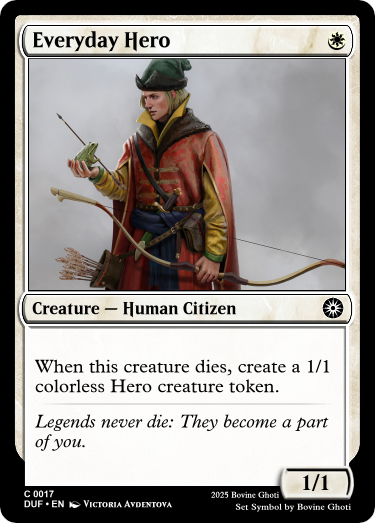 Everyday Hero
Creature — Human Citizen
When this creature dies, create a 1/1
colorless Hero creature token.
Legends never die: They become a part
of you.
1/1
C 0017
DUF • EN VICTORIA AVDENTOVA
2025 Bovine Ghoti
Set Symbol by Bovine Ghoti